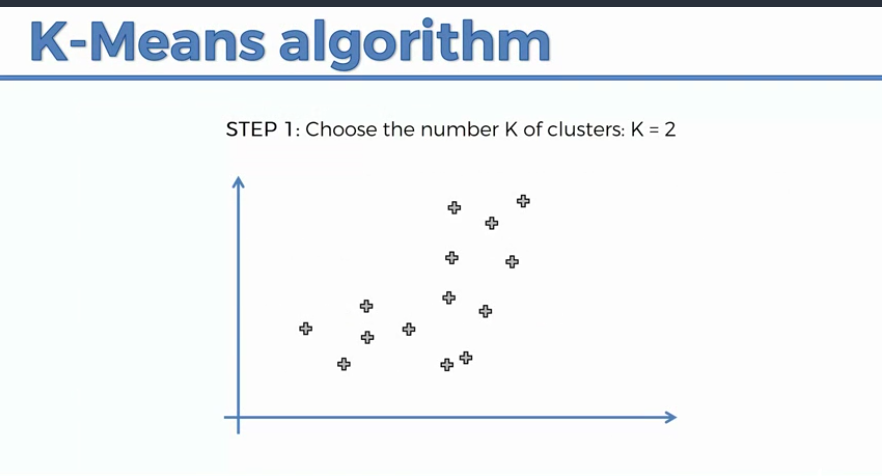 K-Means algorithm
STEP 1: Choose the number K of clusters: K = 2